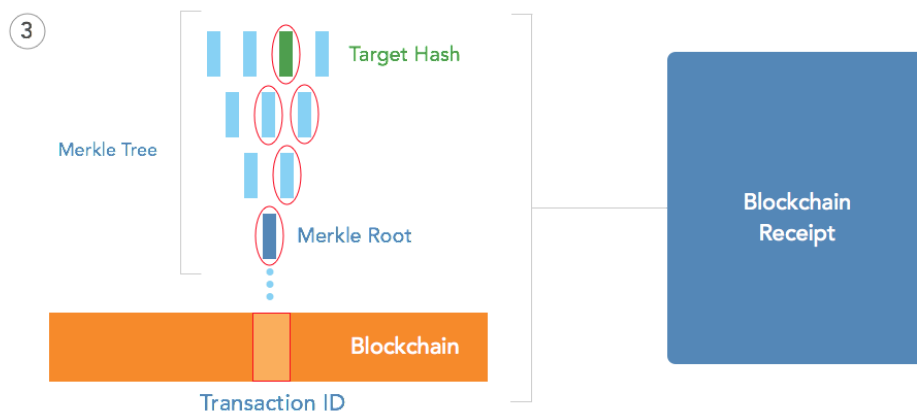 3
Target Hash
Merkle Tree
Merkle Root
Blockchain
Receipt
Blockchain
Transaction ID